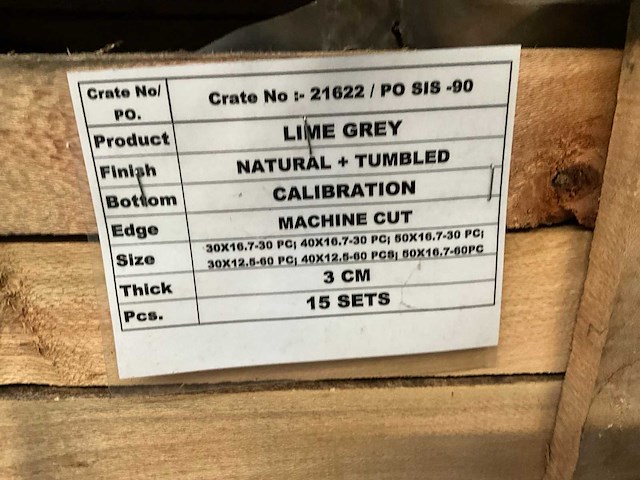 Crate No/
PO.
Crate No :- 21622 / PO SIS -90
Product LIME GREY
Finish NATURAL + TUMBLED
Bottom CALIBRATION
Edge MACHINE CUT
Size 30X16.7-30 PC; 40X16.7-30 PC; 50X16.7-30 PC;
30X12.5-60 PC; 40X12.5-60 PCS; 50X16.7-60PC
Thick 3 CM
Pcs. 15 SETS